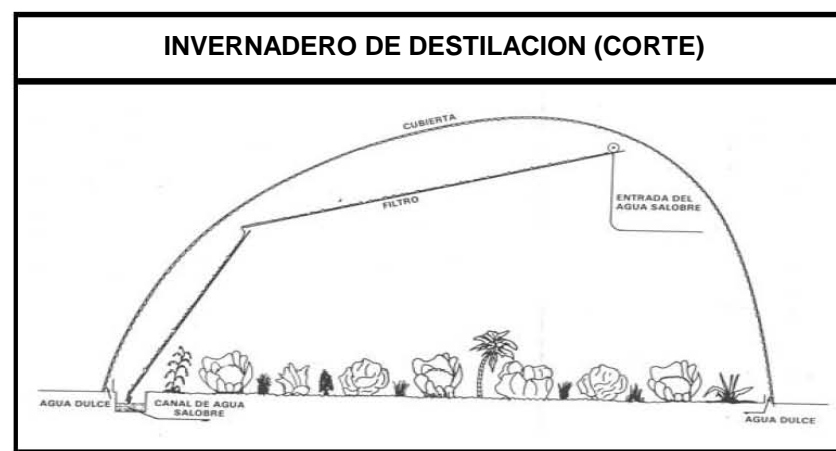 INVERNADERO DE DESTILACION (CORTE)
CUBIERTA
FILTRO
ENTRADA DEL
AGUA SALOBRE
AGUA DULCE
CANAL DE AGUA
SALOBRE
AGUA DULCE